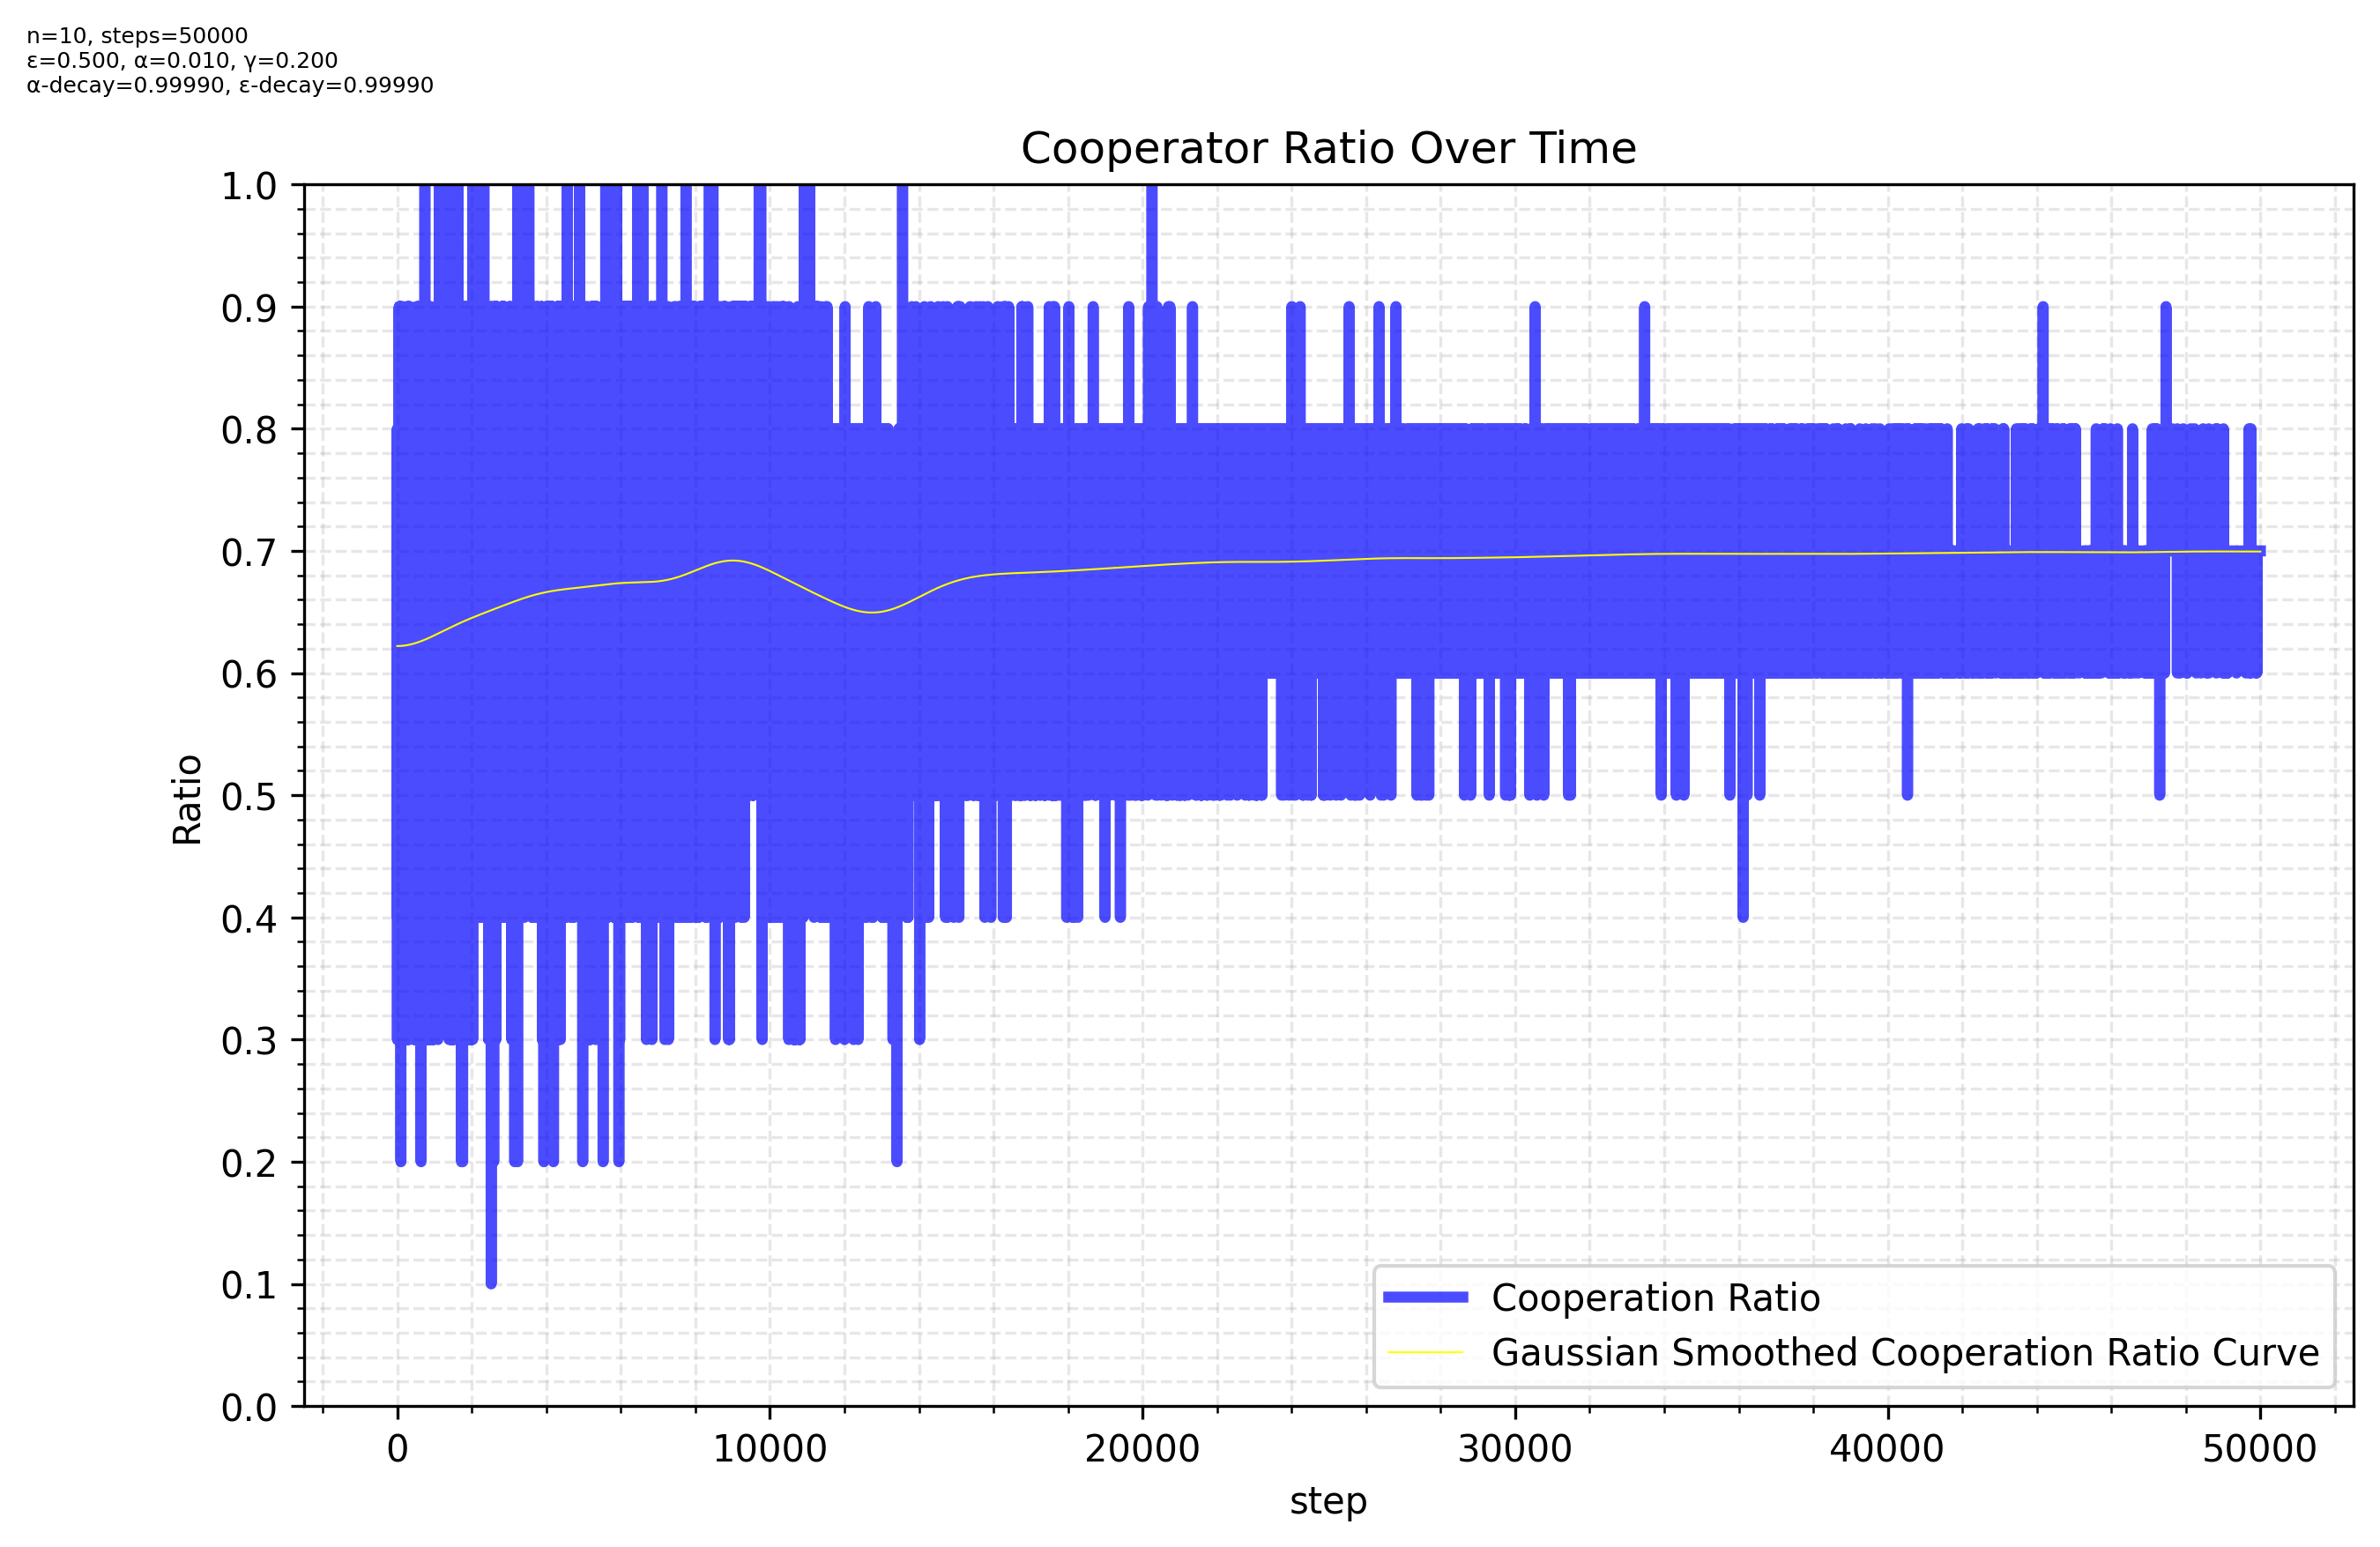 n=10, steps=50000
ε=0.500, α=0.010, γ=0.200
α-decay=0.99990, ε-decay=0.99990
Cooperator Ratio Over Time
1.0
0.9
0.8
0.7
0.6
0.5
0.4
0.3
0.2
0.1
0.0
Ratio
Cooperation Ratio
Gaussian Smoothed Cooperation Ratio Curve
0 10000 20000 30000 40000 50000
step